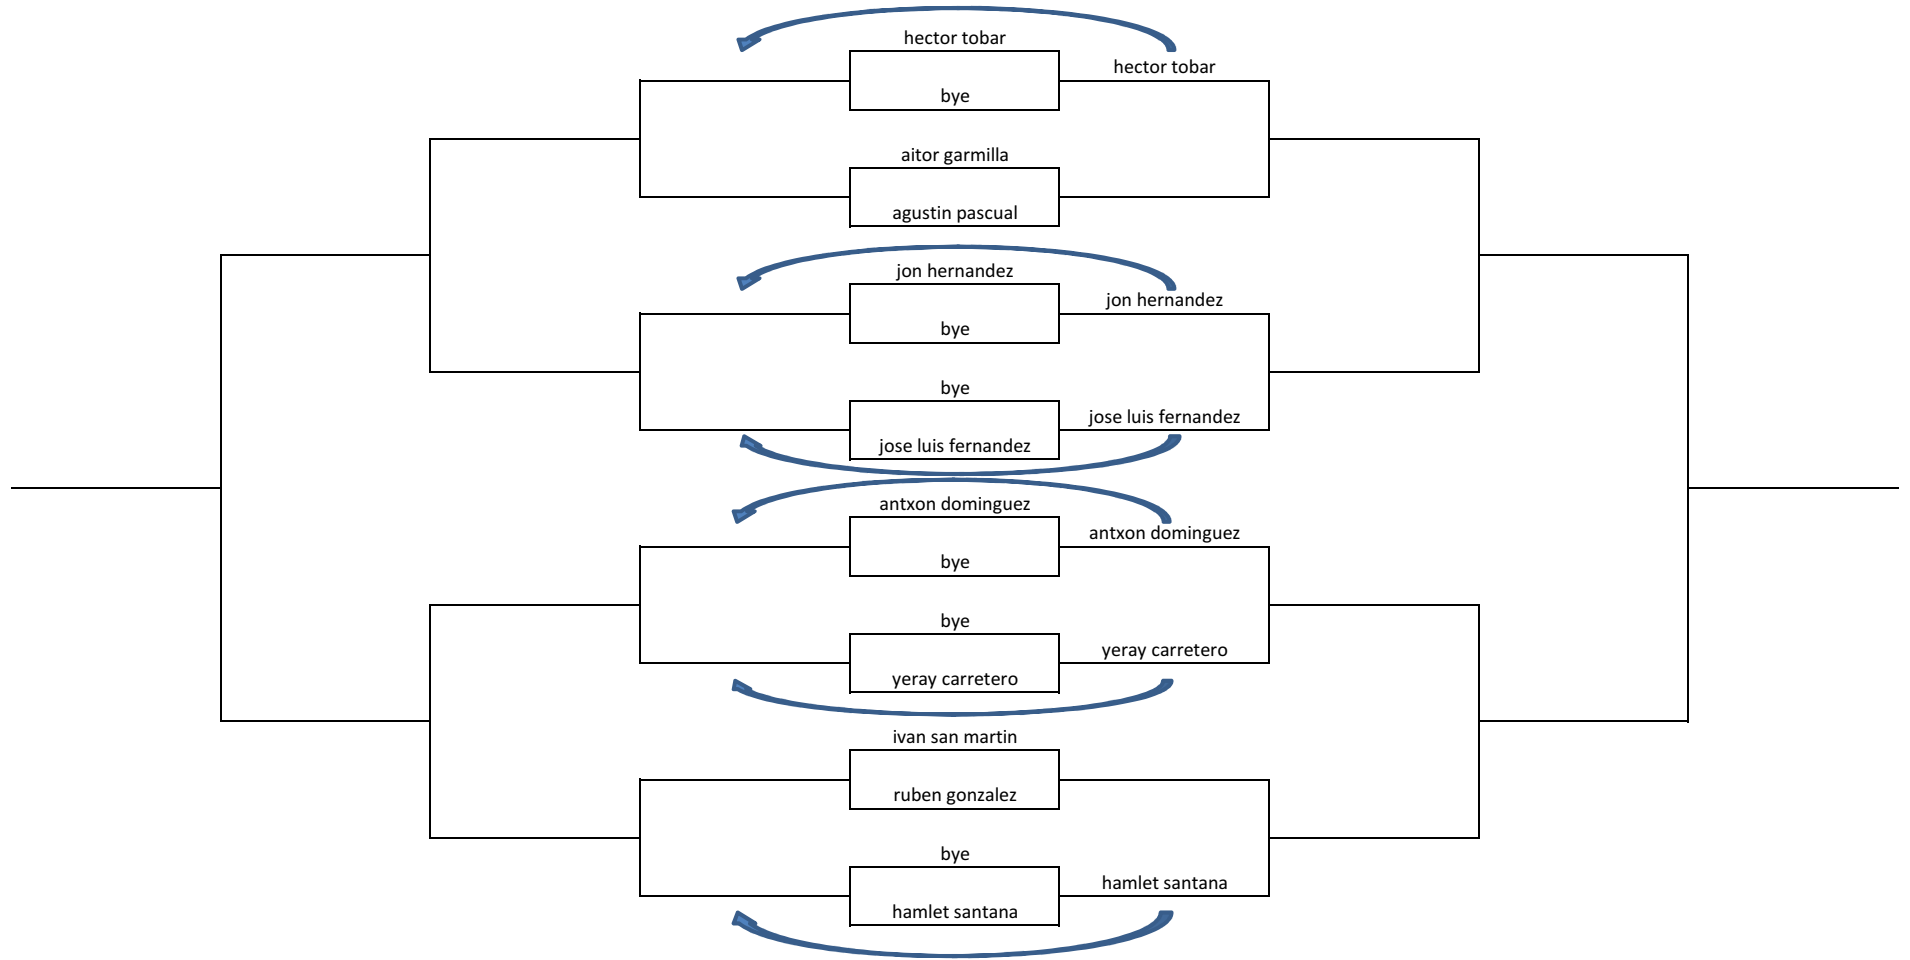 hector tobar
hector tobar
bye
aitor garmilla
agustin pascual
jon hernandez
jon hernandez
bye
bye
jose luis fernandez
jose luis fernandez
antxon dominguez
antxon dominguez
bye
bye
yeray carretero
yeray carretero
ivan san martin
ruben gonzalez
bye
hamlet santana
hamlet santana